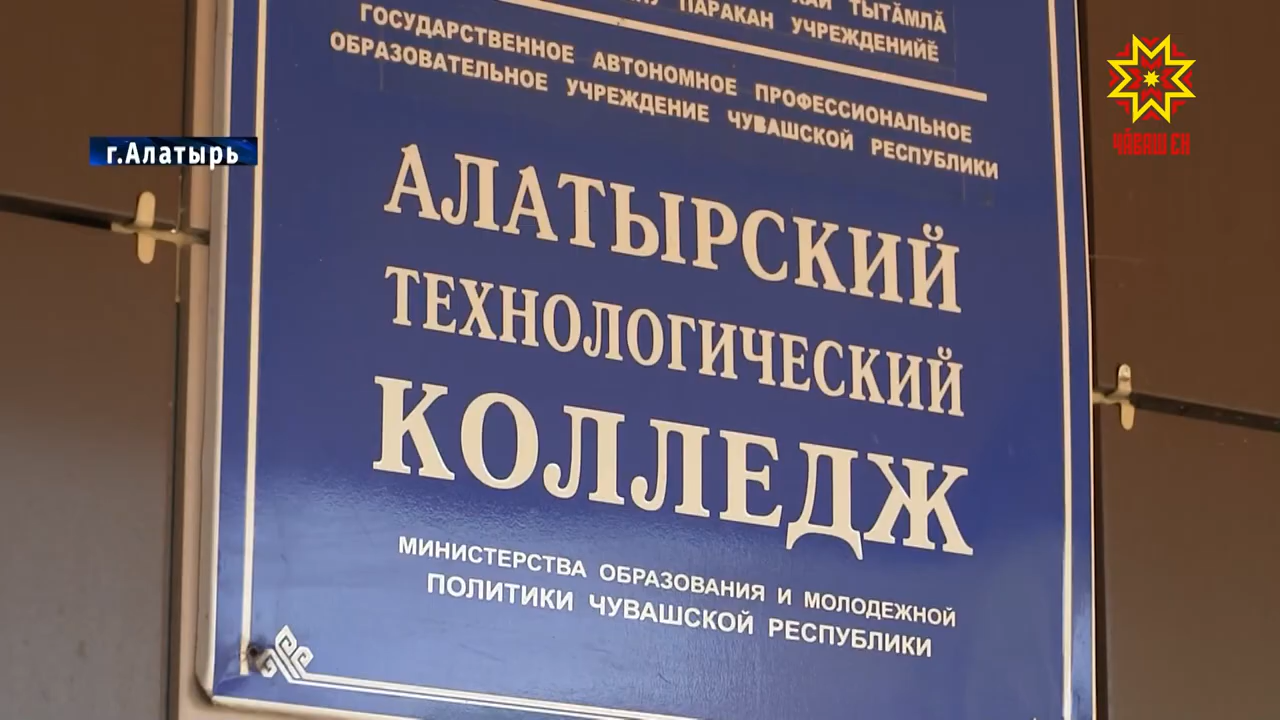 ТЫТĂМЛĂ
ПАРАКАН УЧРЕЖДЕНИЙĔ
ГОСУДАРСТВЕННОЕ АВТОНОМНОЕ ПРОФЕССИОНАЛЬНОЕ
ОБРАЗОВАТЕЛЬНОЕ УЧРЕЖДЕНИЕ ЧУВАШСКОЙ РЕСПУБЛИКИ
г.Алатырь
ЧĂВАШ ЕН
АЛАТЫРСКИЙ
ТЕХНОЛОГИЧЕСКИЙ
КОЛЛЕДЖ
МИНИСТЕРСТВА ОБРАЗОВАНИЯ И МОЛОДЕЖНОЙ
ПОЛИТИКИ ЧУВАШСКОЙ РЕСПУБЛИКИ